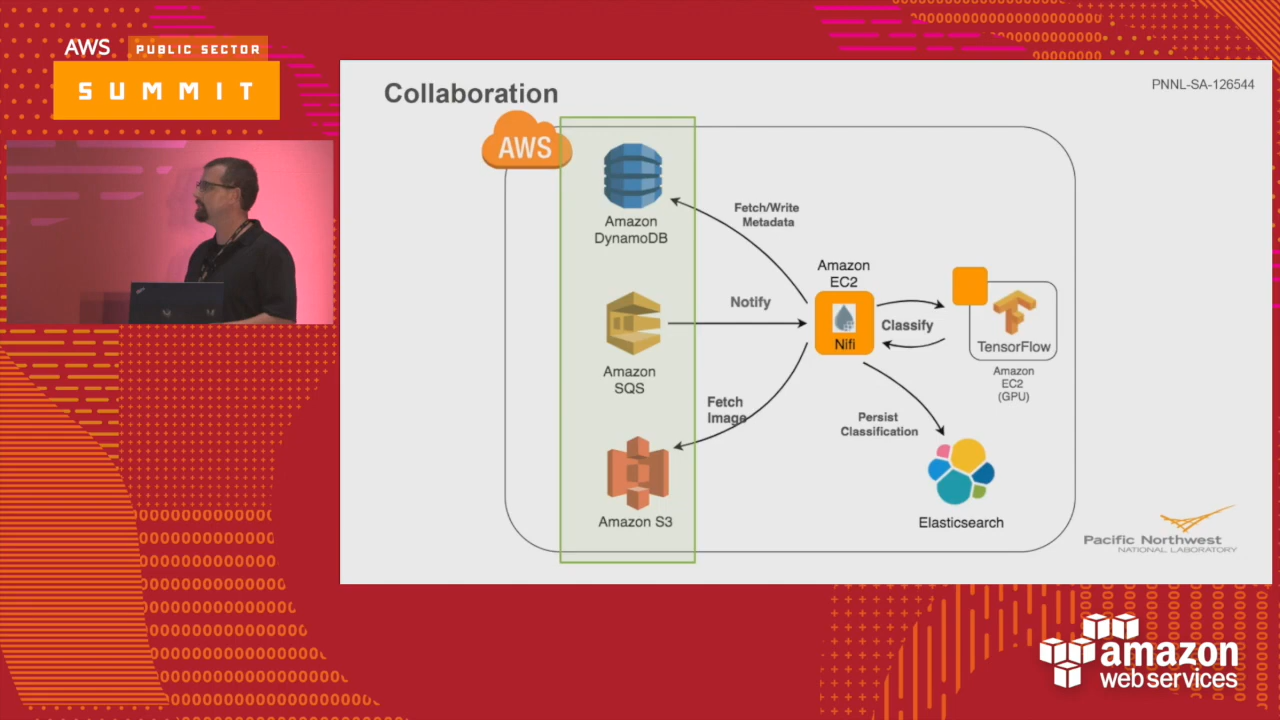 AWS PUBLIC SECTOR
SUMMIT
Collaboration
PNNL-SA-126544
AWS
Amazon
DynamoDB
Fetch/Write
Metadata
Amazon
EC2
Notify
Nifi
Classify
TensorFlow
Amazon
EC2
(GPU)
Amazon
SQS
Fetch
Image
Persist
Classification
Amazon S3
Elasticsearch
Pacific Northwest
NATIONAL LABORATORY
amazon
web services